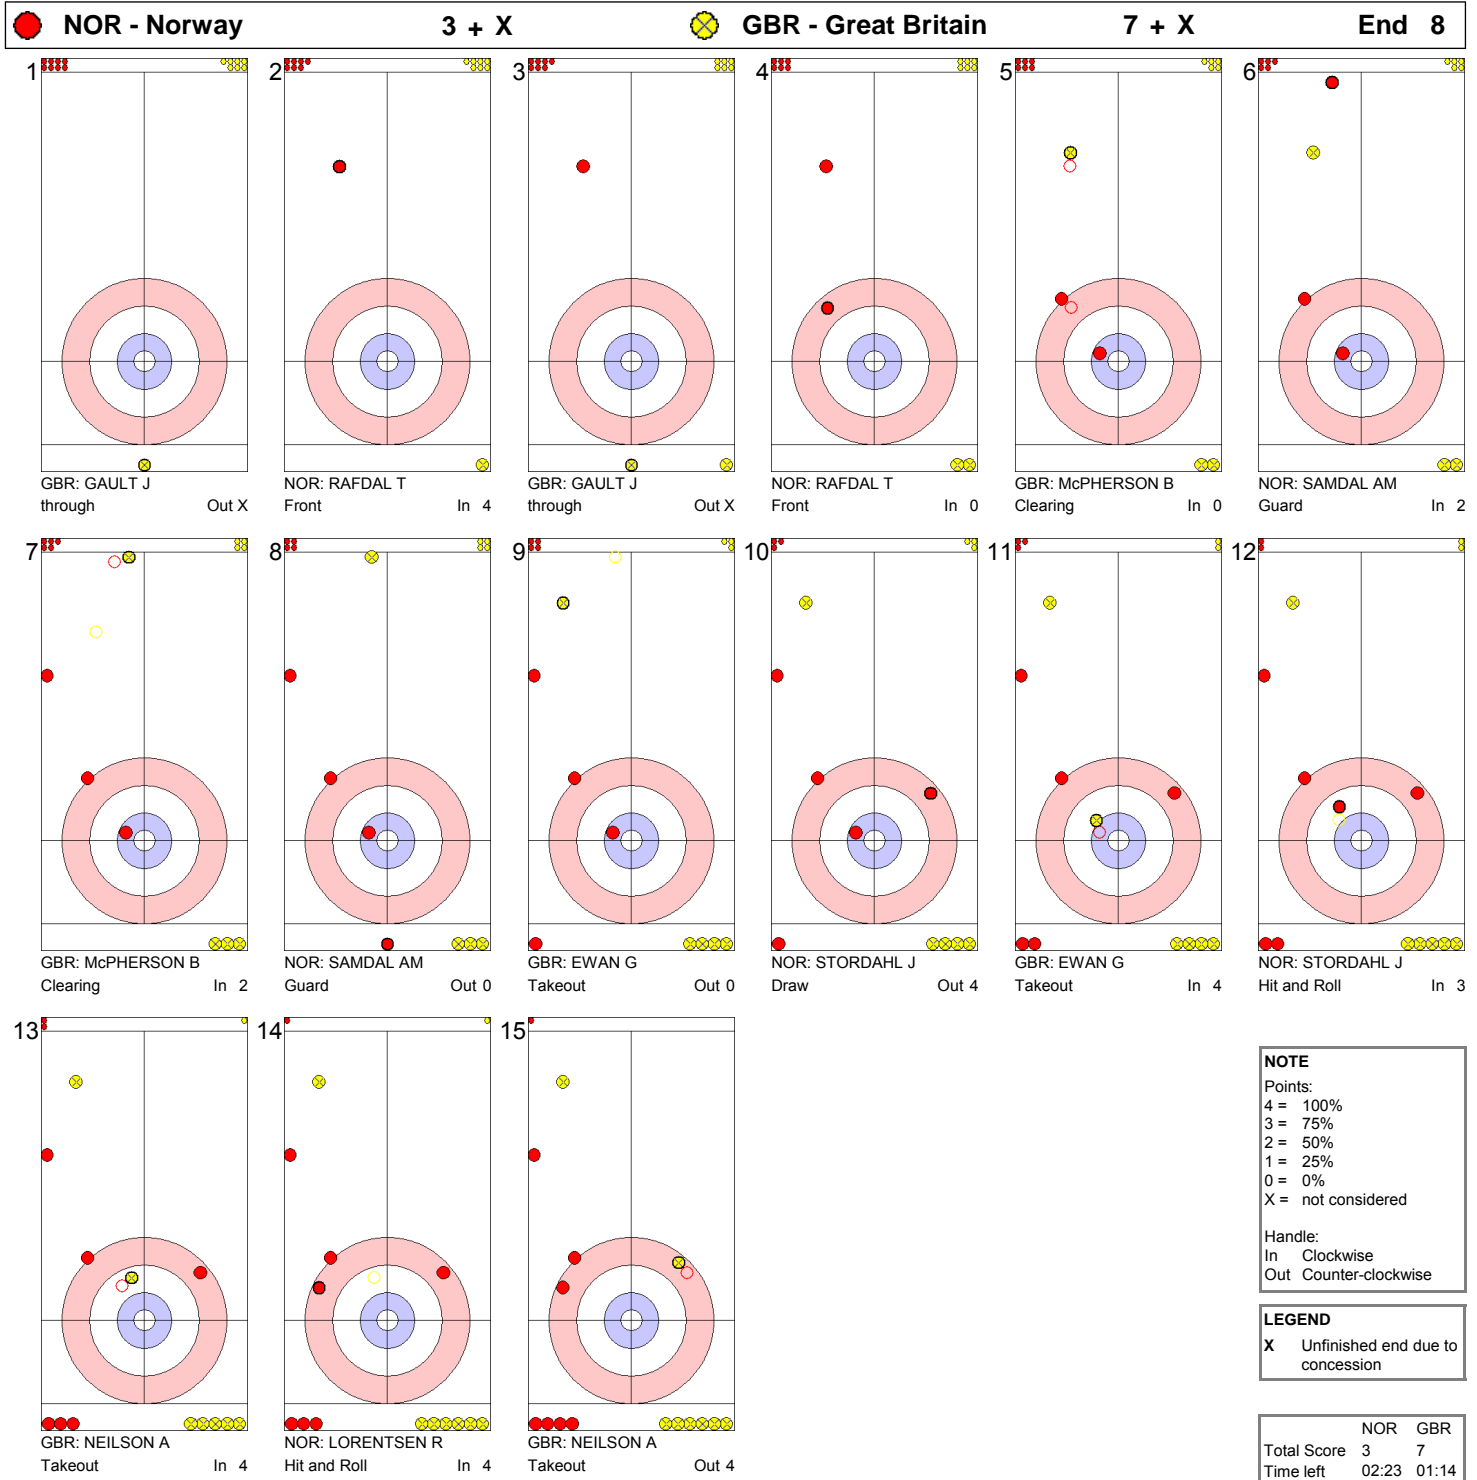 NOR - Norway 3 + X GBR - Great Britain 7 + X End 8
1 2 3 4 5 6
GBR: GAULT J NOR: RAFDAL T GBR: GAULT J NOR: RAFDAL T GBR: McPHERSON B NOR: SAMDAL AM
through Out X Front In 4 through Out X Front In 0 Clearing In 0 Guard In 2
7 8 9 10 11 12
GBR: McPHERSON B NOR: SAMDAL AM GBR: EWAN G NOR: STORDAHL J GBR: EWAN G NOR: STORDAHL J
Clearing In 2 Guard Out 0 Takeout Out 0 Draw Out 4 Takeout In 4 Hit and Roll In 3
13 14 15
GBR: NEILSON A NOR: LORENTSEN R GBR: NEILSON A
Takeout In 4 Hit and Roll In 4 Takeout Out 4
NOTE
Points:
4 = 100%
3 = 75%
2 = 50%
1 = 25%
0 = 0%
X = not considered
Handle:
In Clockwise
Out Counter-clockwise
LEGEND
X Unfinished end due to
concession
NOR GBR
Total Score 3 7
Time left 02:23 01:14